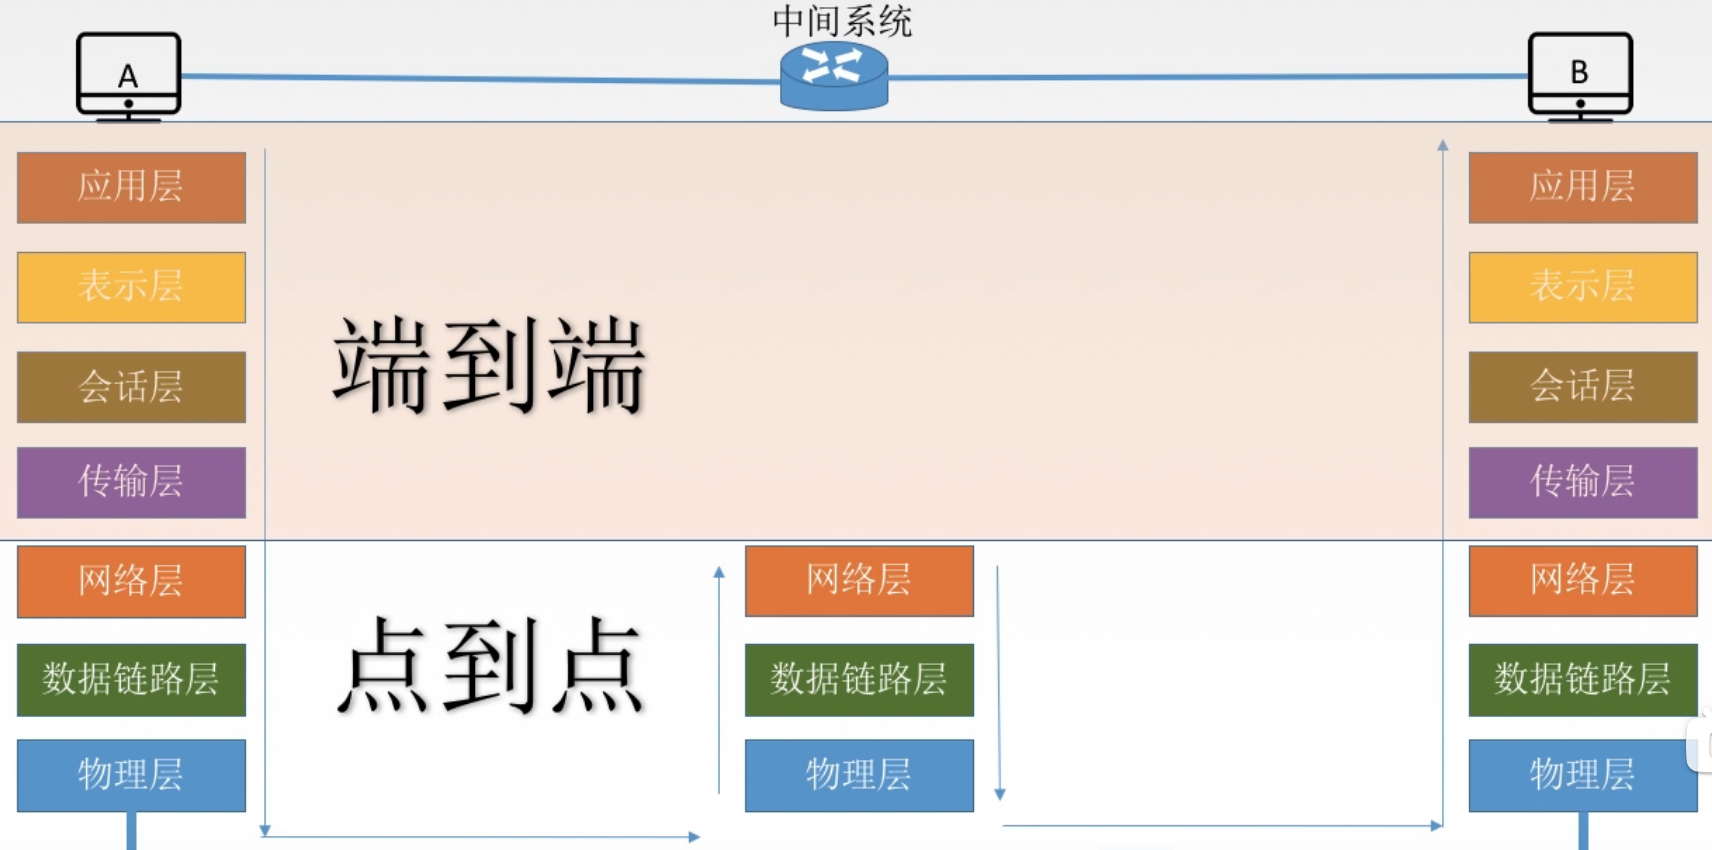 中间系统
A
B
应用层
应用层
表示层
表示层
端到端
会话层
会话层
传输层
传输层
网络层
网络层
网络层
点到点
数据链路层
数据链路层
数据链路层
物理层
物理层
物理层